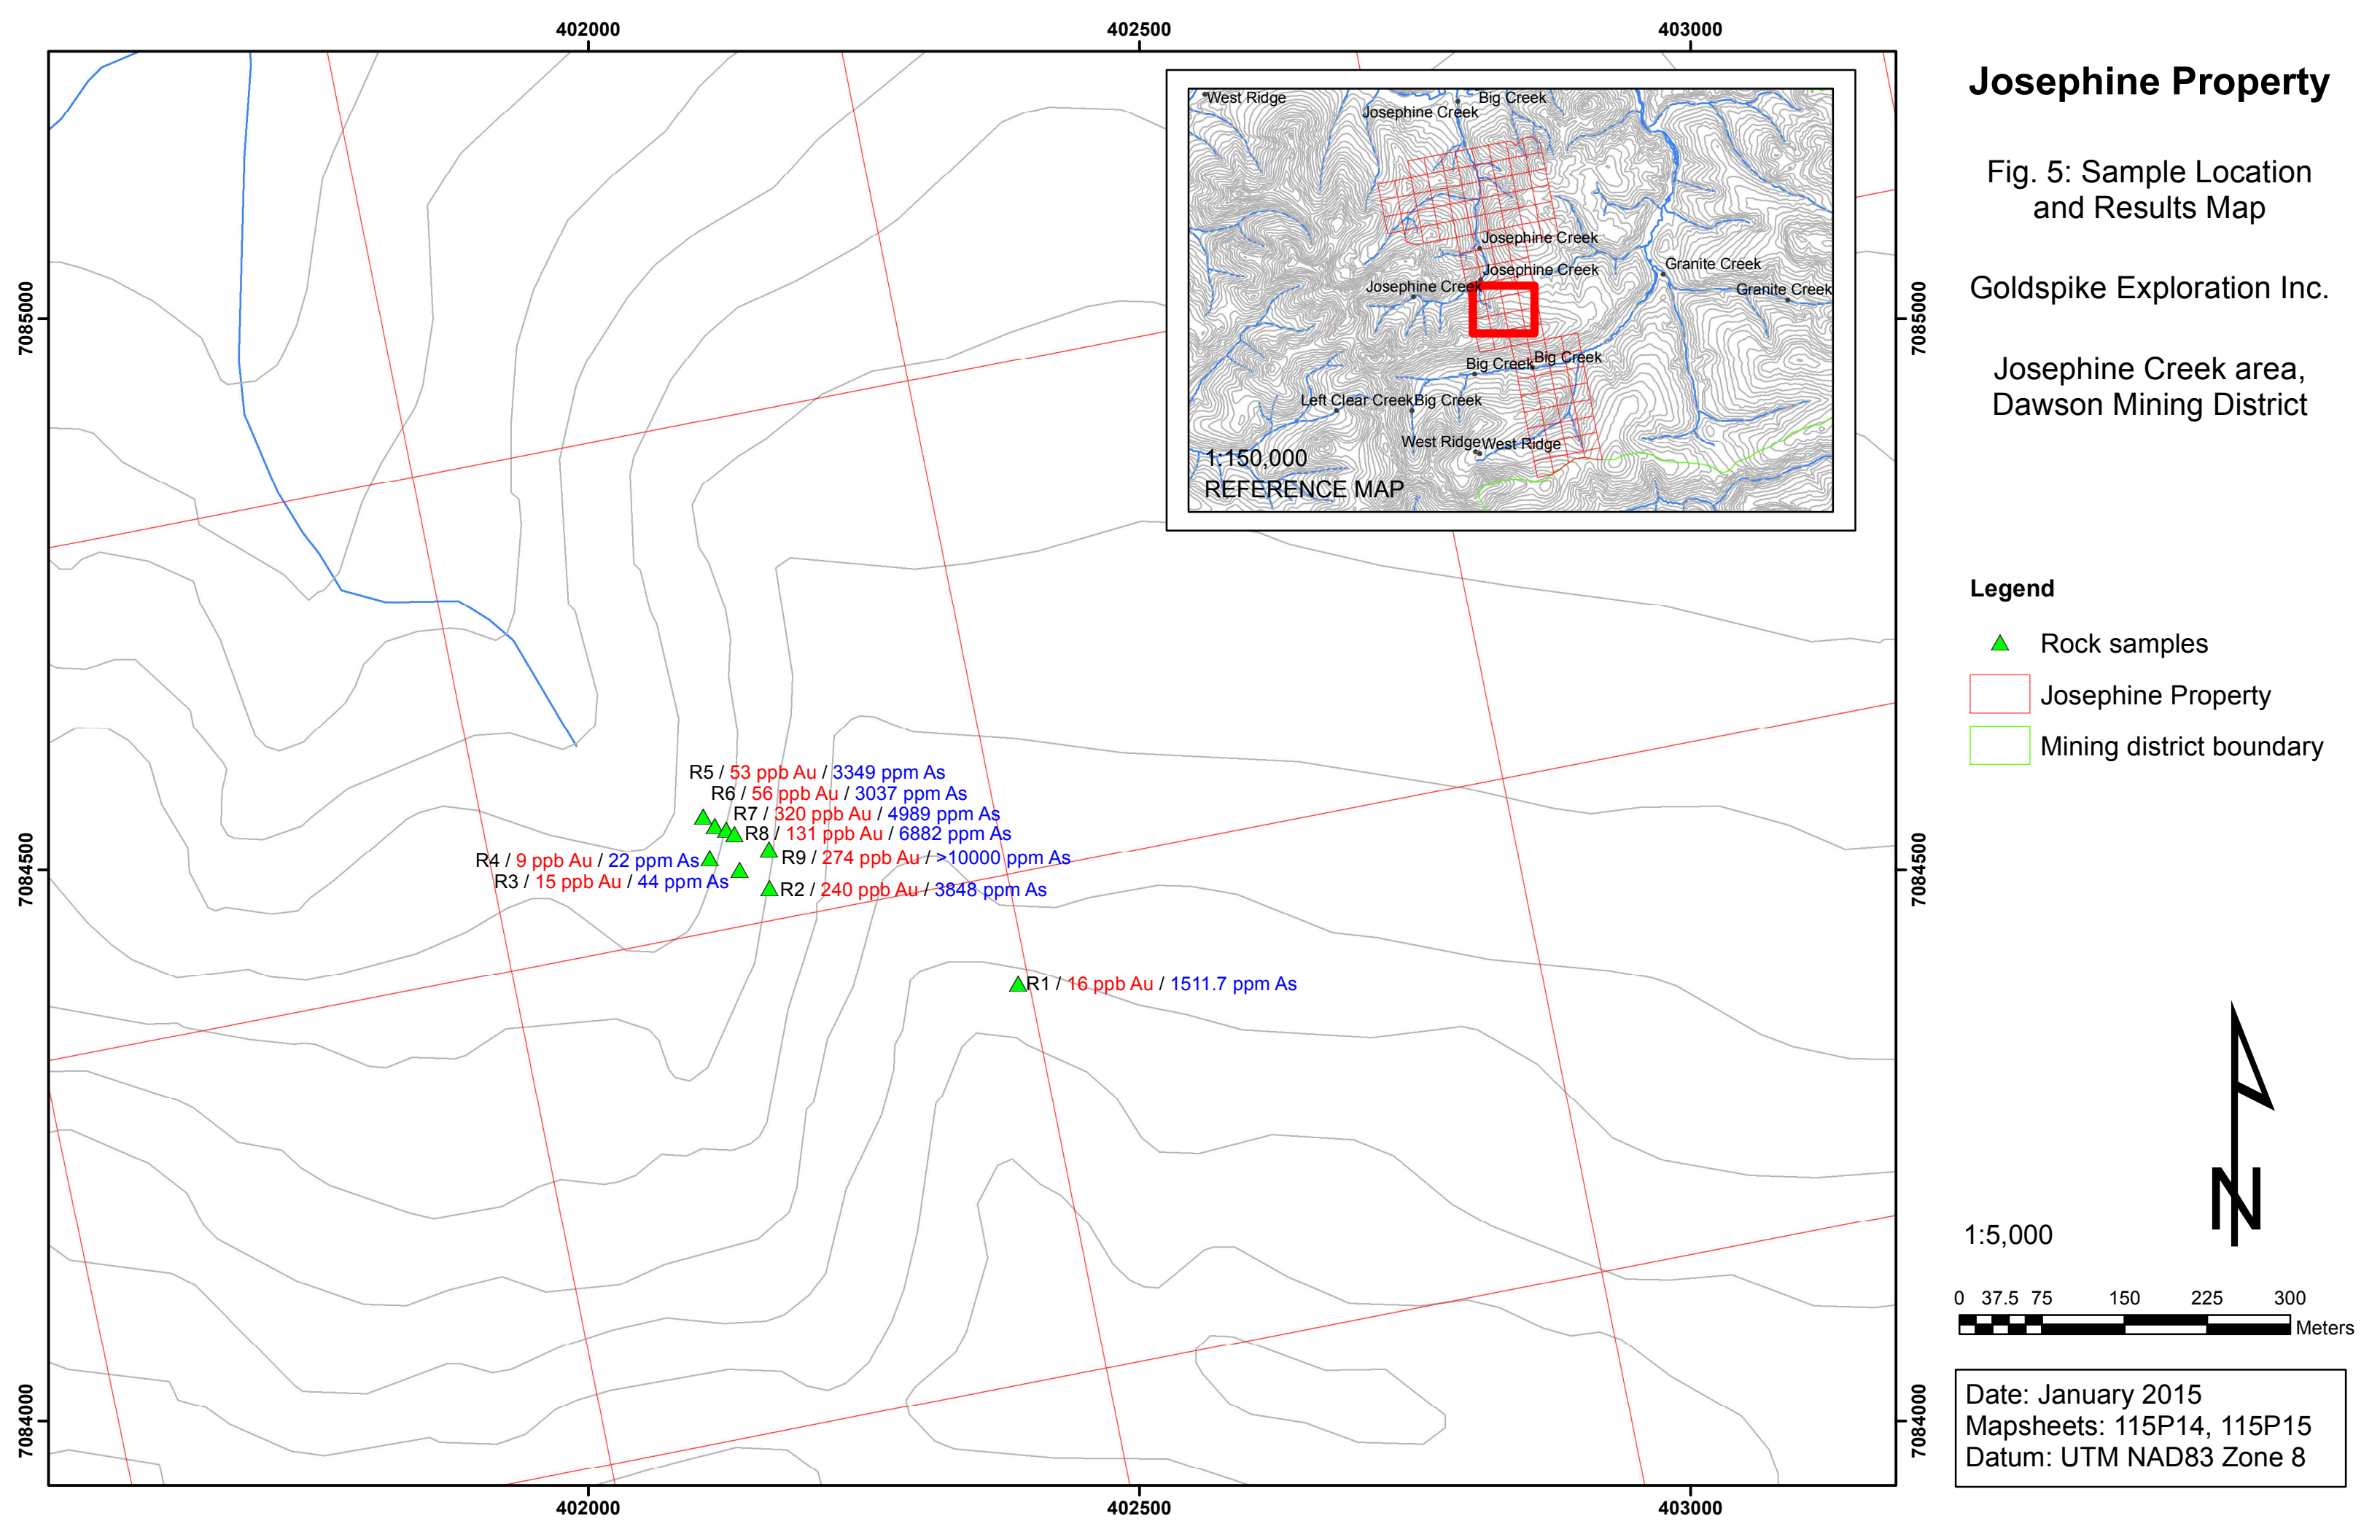 402000
402500
403000
Josephine Property
Fig. 5: Sample Location
and Results Map
Goldspike Exploration Inc.
Josephine Creek area,
Dawson Mining District
West Ridge
Big Creek
Josephine Creek
Josephine Creek
Josephine Creek
Josephine Creek
Granite Creek
Granite Creek
Big Creek
Big Creek
Left Clear Creek
Big Creek
West Ridge
West Ridge
1:150,000
REFERENCE MAP
7085000
7085000
Legend
Rock samples
Josephine Property
Mining district boundary
R5 / 53 ppb Au / 3349 ppm As
R6 / 56 ppb Au / 3037 ppm As
R7 / 320 ppb Au / 4989 ppm As
R8 / 131 ppb Au / 6882 ppm As
R9 / 274 ppb Au / >10000 ppm As
R4 / 9 ppb Au / 22 ppm As
R3 / 15 ppb Au / 44 ppm As
R2 / 240 ppb Au / 3848 ppm As
7084500
7084500
R1 / 16 ppb Au / 1511.7 ppm As
N
1:5,000
0 37.5 75 150 225 300
Meters
7084000
7084000
Date: January 2015
Mapsheets: 115P14, 115P15
Datum: UTM NAD83 Zone 8
402000
402500
403000